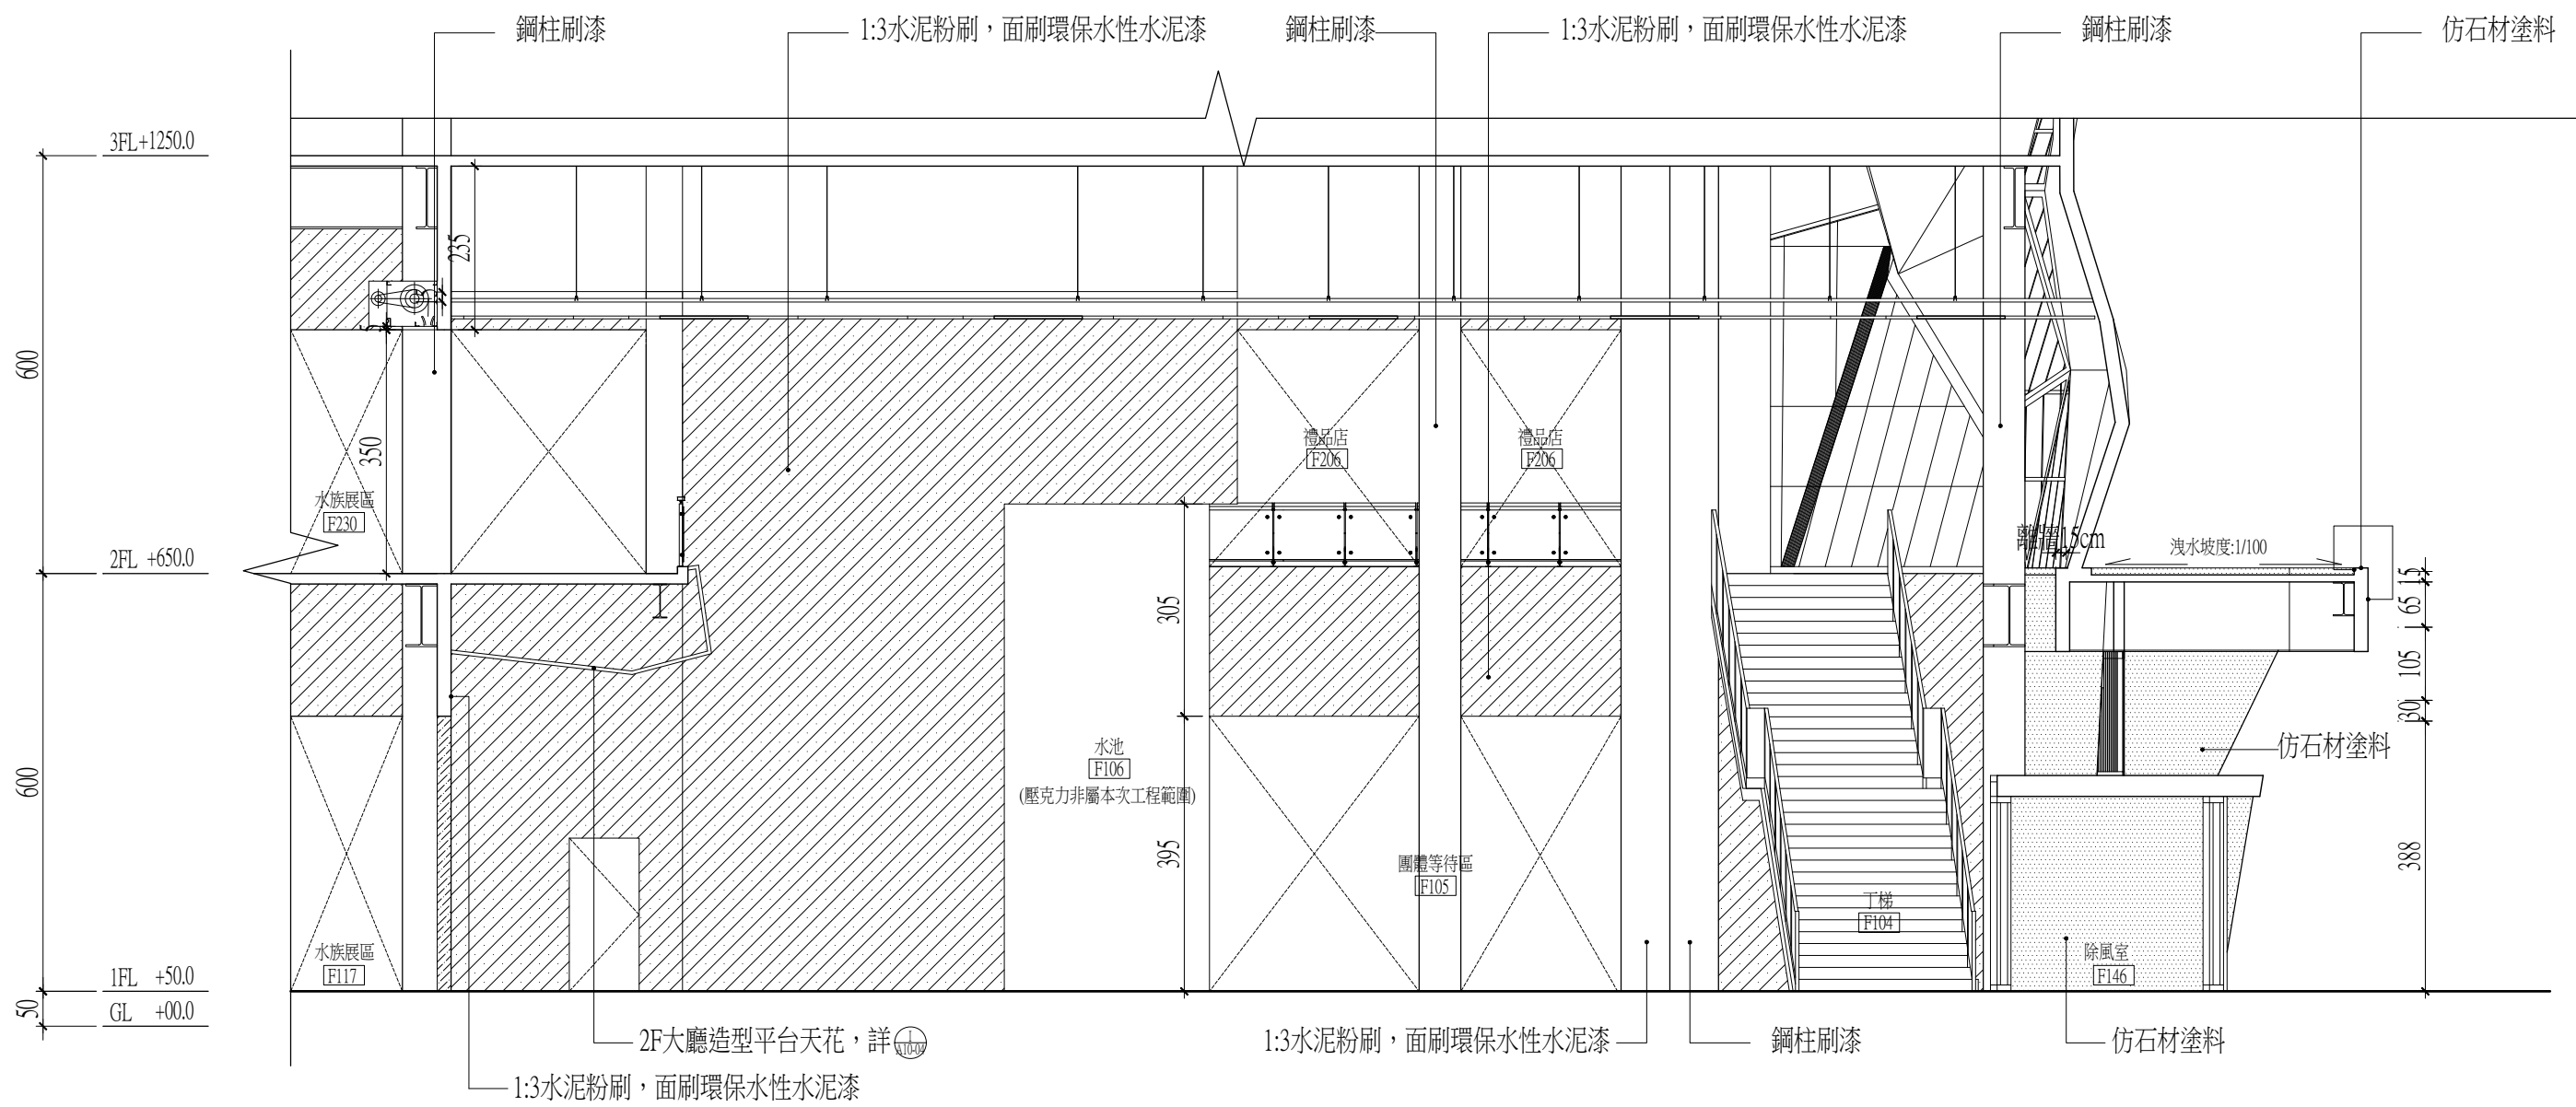 鋼柱刷漆
1:3水泥粉刷，面刷環保水性水泥漆
鋼柱刷漆
1:3水泥粉刷，面刷環保水性水泥漆
鋼柱刷漆
仿石材塗料
3FL+1250.0
235
600
350
水族展區
F230
禮品店
F206
禮品店
F206
離牆15cm
洩水坡度:1/100
2FL +650.0
15
65
305
105
30
水池
F106
(壓克力非屬本次工程範圍)
仿石材塗料
600
395
388
團體等待區
F105
丁梯
F104
水族展區
F117
除風室
F146
1FL +50.0
50
GL +00.0
2F大廳造型平台天花，詳
1
A10-04
1:3水泥粉刷，面刷環保水性水泥漆
鋼柱刷漆
仿石材塗料
1:3水泥粉刷，面刷環保水性水泥漆